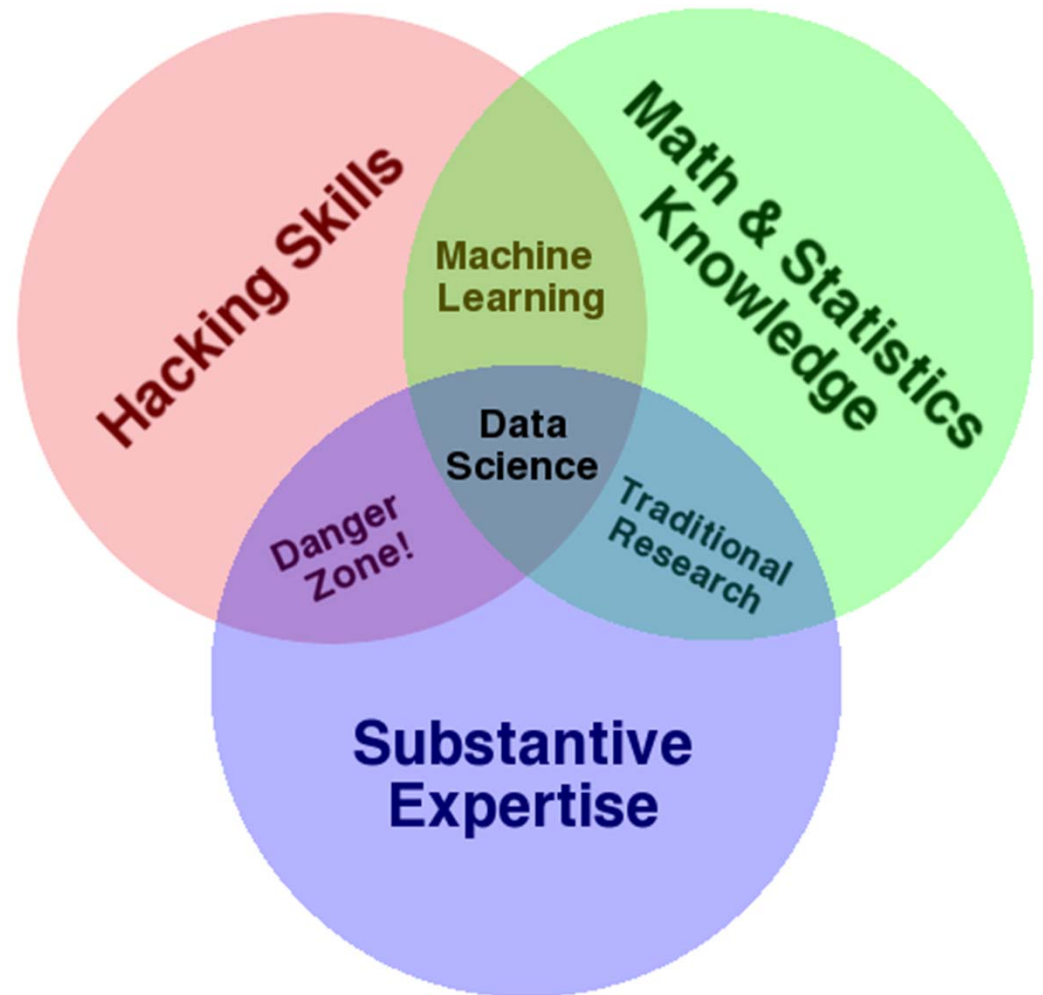 Hacking Skills
Math & Statistics
Knowledge
Machine
Learning
Data
Science
Danger
Zone!
Traditional
Research
Substantive
Expertise